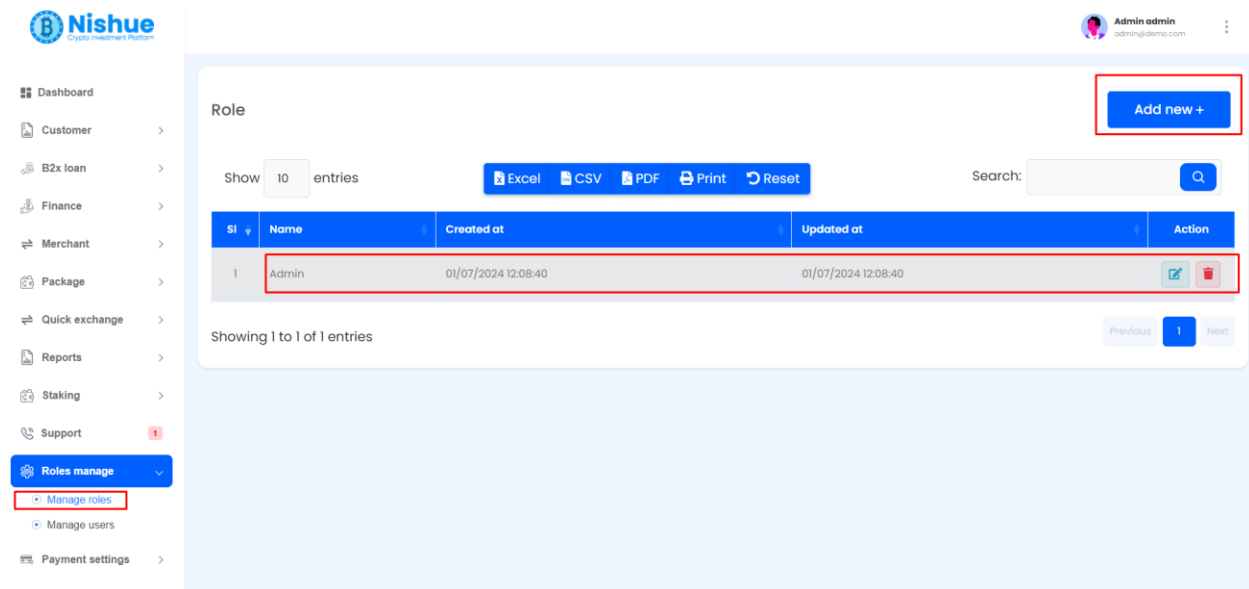 Nishue
Crypto Investment Platform
Admin admin
admin@demo.com
Dashboard
Customer
B2x loan
Finance
Merchant
Package
Quick exchange
Reports
Staking
Support 1
Roles manage
Manage roles
Manage users
Payment settings
Role
Add new +
Show 10 entries
Excel CSV PDF Print Reset
Search:
Sl Name Created at Updated at Action
1 Admin 01/07/2024 12:08:40 01/07/2024 12:08:40
Showing 1 to 1 of 1 entries
Previous 1 Next